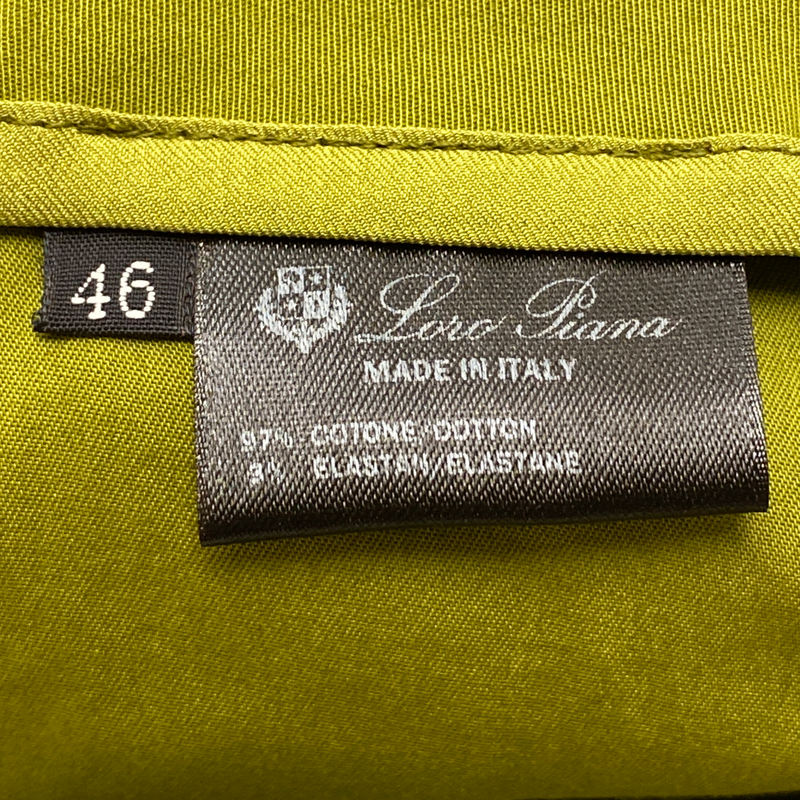 46
Loro Piana
MADE IN ITALY
97% COTONE/COTTON
3% ELASTAN/ELASTANE